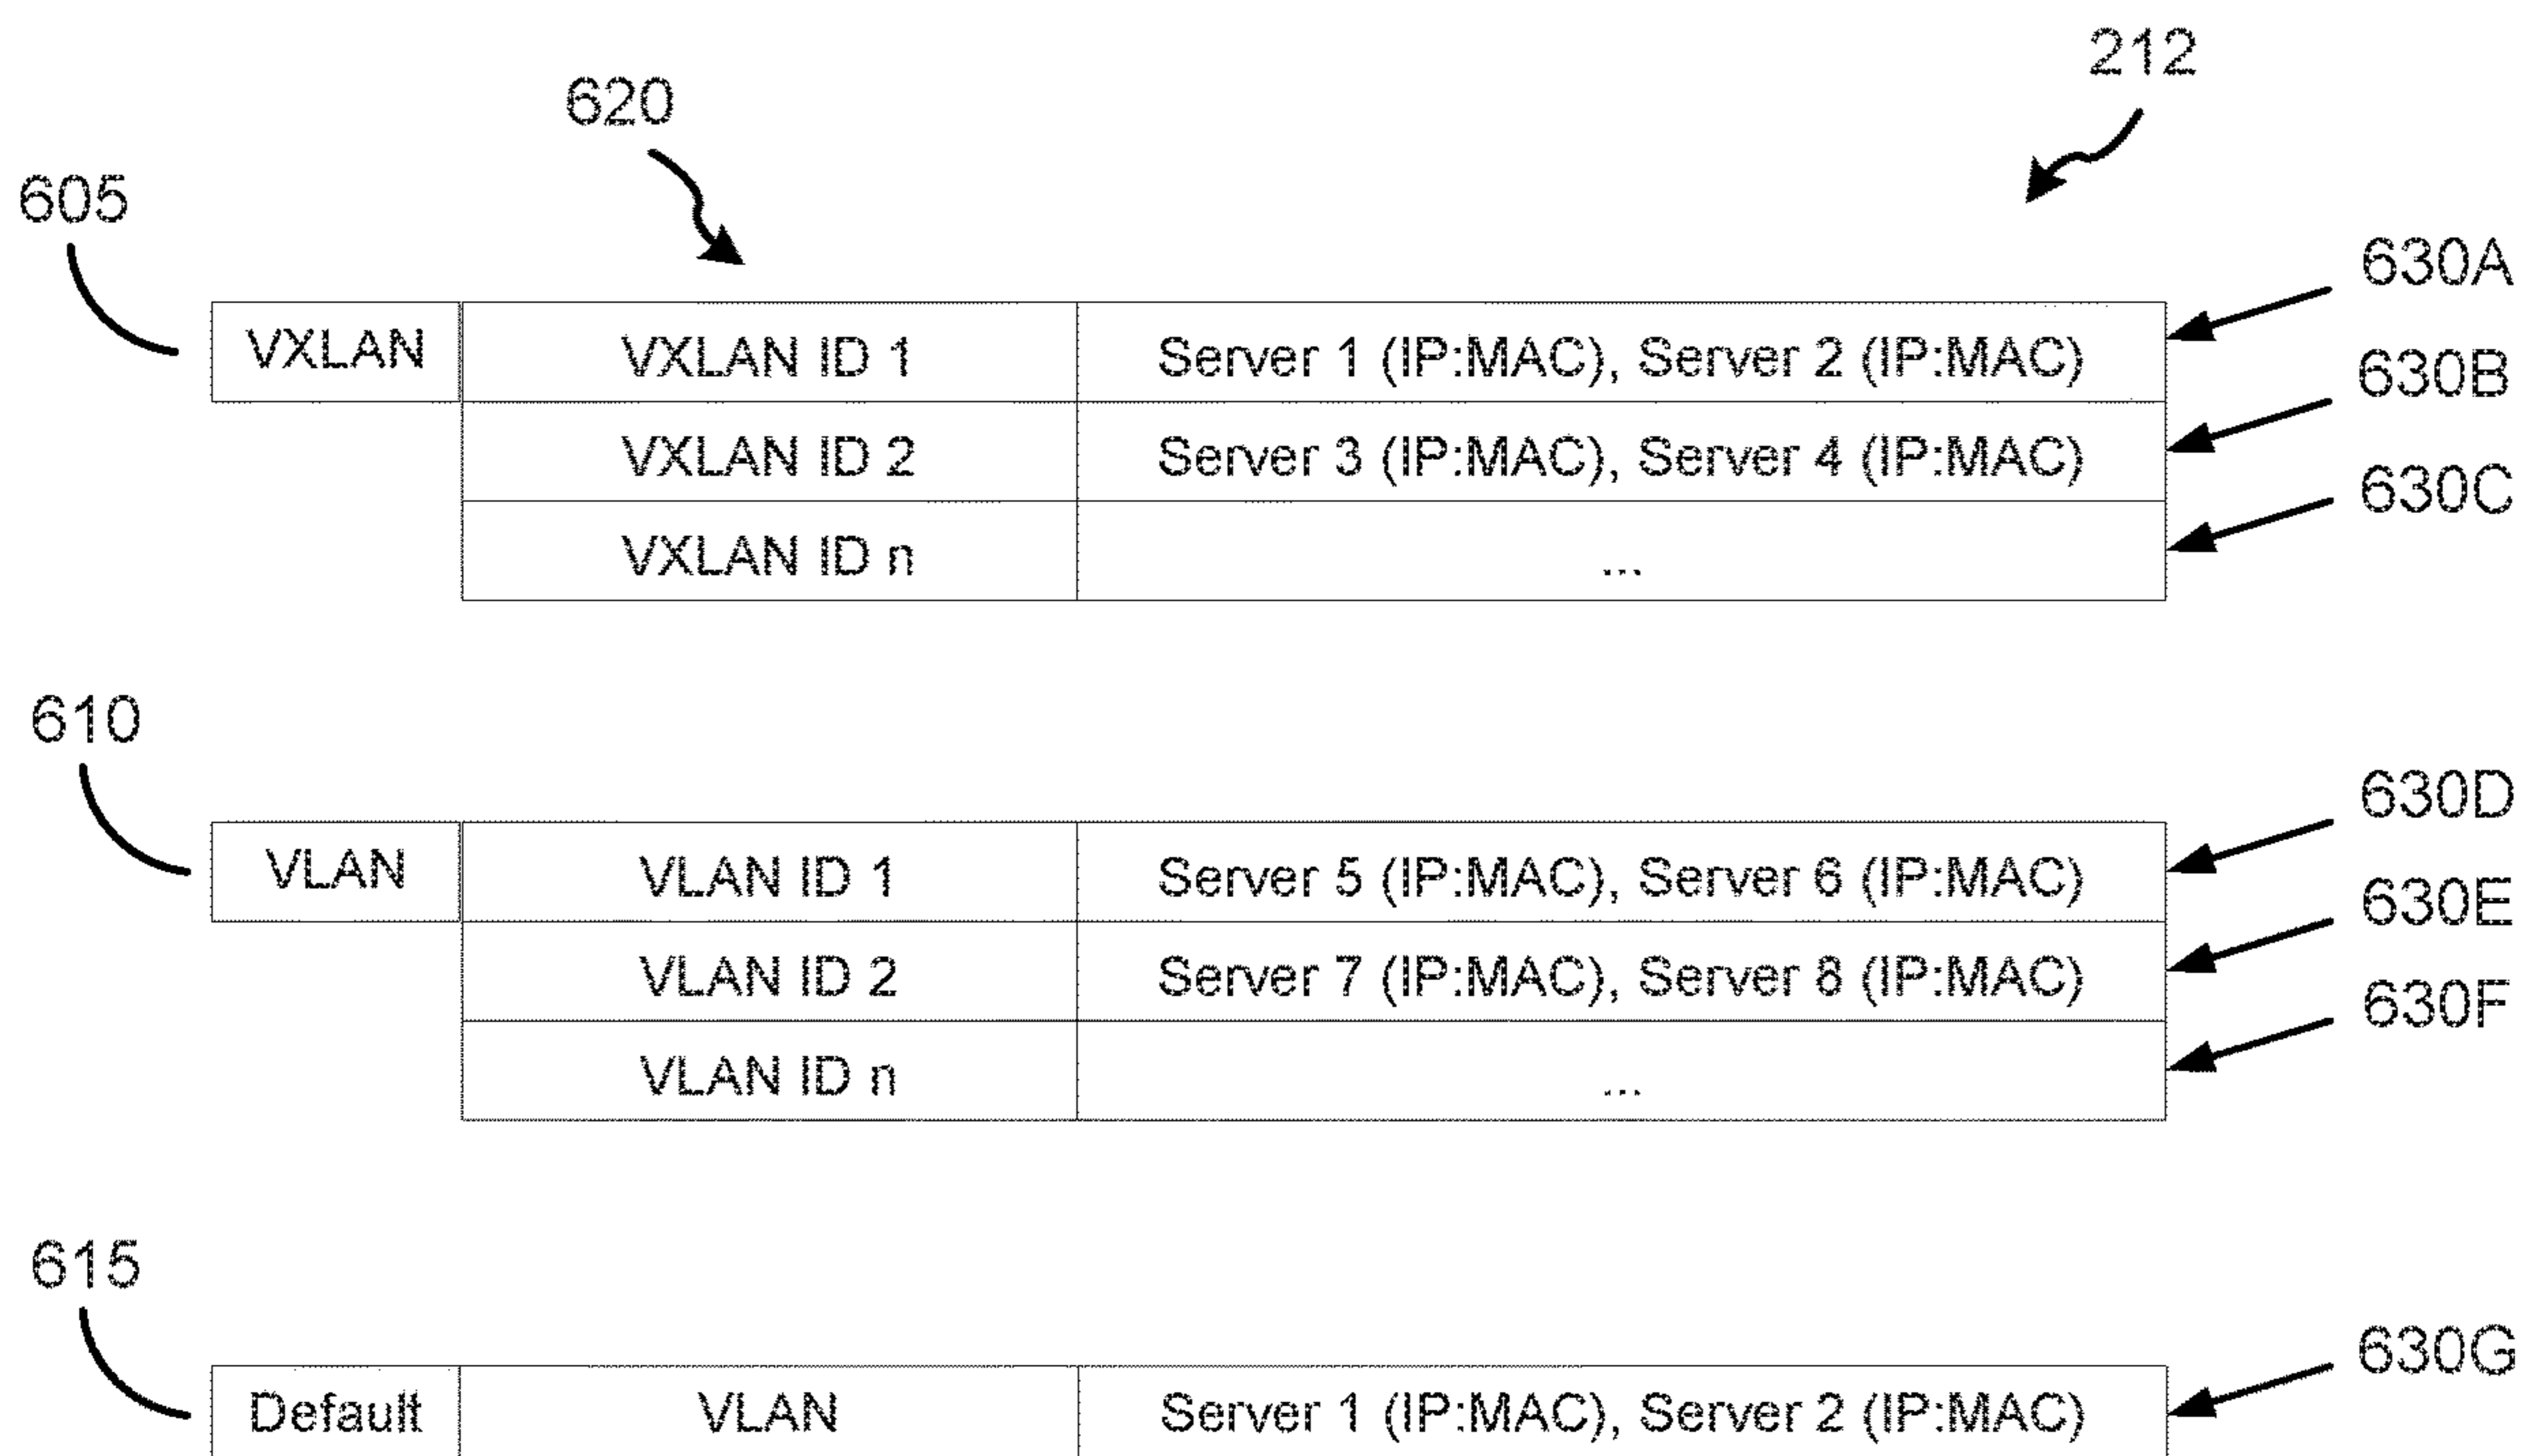 212
620
605
630A
VXLAN VXLAN ID 1 Server 1 (IP:MAC), Server 2 (IP:MAC)
630B
VXLAN ID 2 Server 3 (IP:MAC), Server 4 (IP:MAC)
630C
VXLAN ID n ...
610
630D
VLAN VLAN ID 1 Server 5 (IP:MAC), Server 6 (IP:MAC)
630E
VLAN ID 2 Server 7 (IP:MAC), Server 8 (IP:MAC)
630F
VLAN ID n ...
615
630G
Default VLAN Server 1 (IP:MAC), Server 2 (IP:MAC)